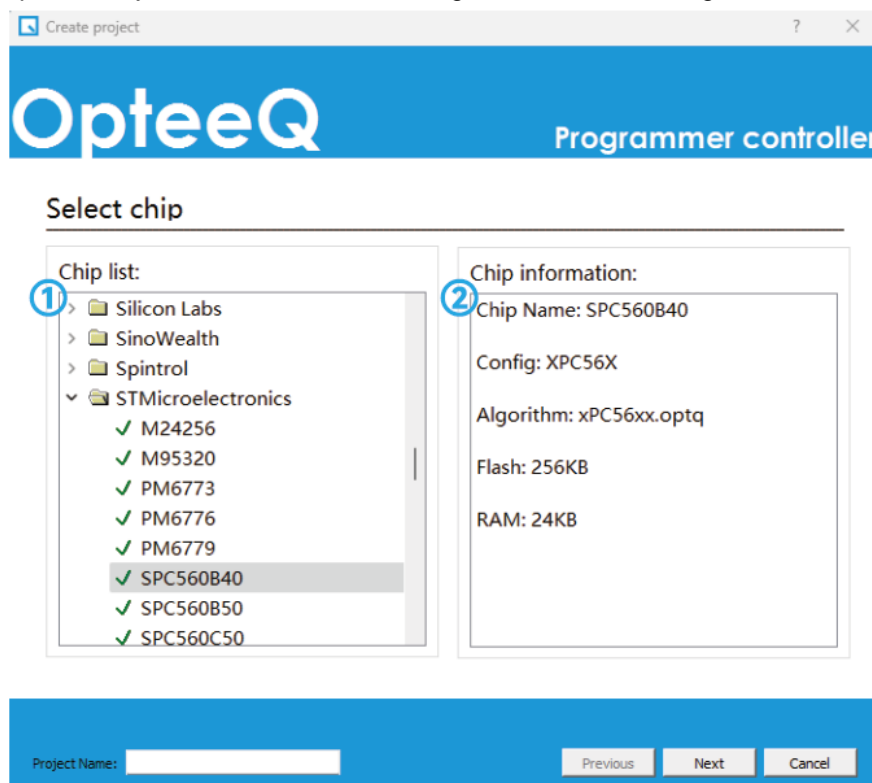 Create project
?
OpteeQ
Programmer controller
Select chip
Chip list:
①
Silicon Labs
SinoWealth
Spintrol
STMicroelectronics
M24256
M95320
PM6773
PM6776
PM6779
SPC560B40
SPC560B50
SPC560C50
Chip information:
②
Chip Name: SPC560B40
Config: XPC56X
Algorithm: xPC56xx.optq
Flash: 256KB
RAM: 24KB
Project Name:
Previous
Next
Cancel